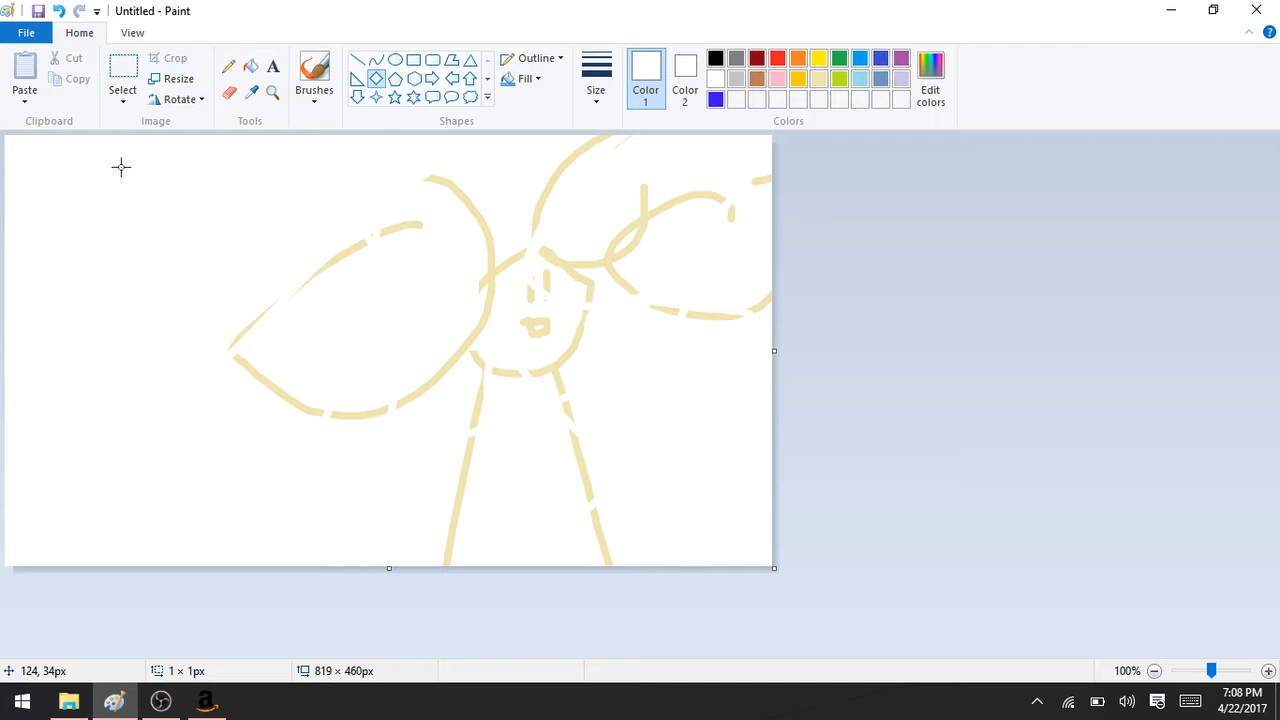 Untitled - Paint
File Home View
Paste
Cut
Copy
Clipboard
Select
Crop
Resize
Rotate
Image
A
Tools
Brushes
Outline
Fill
Shapes
Size
Color 1
Color 2
Edit colors
Colors
124, 34px
1 × 1px
819 × 460px
100%
a
7:08 PM
4/22/2017